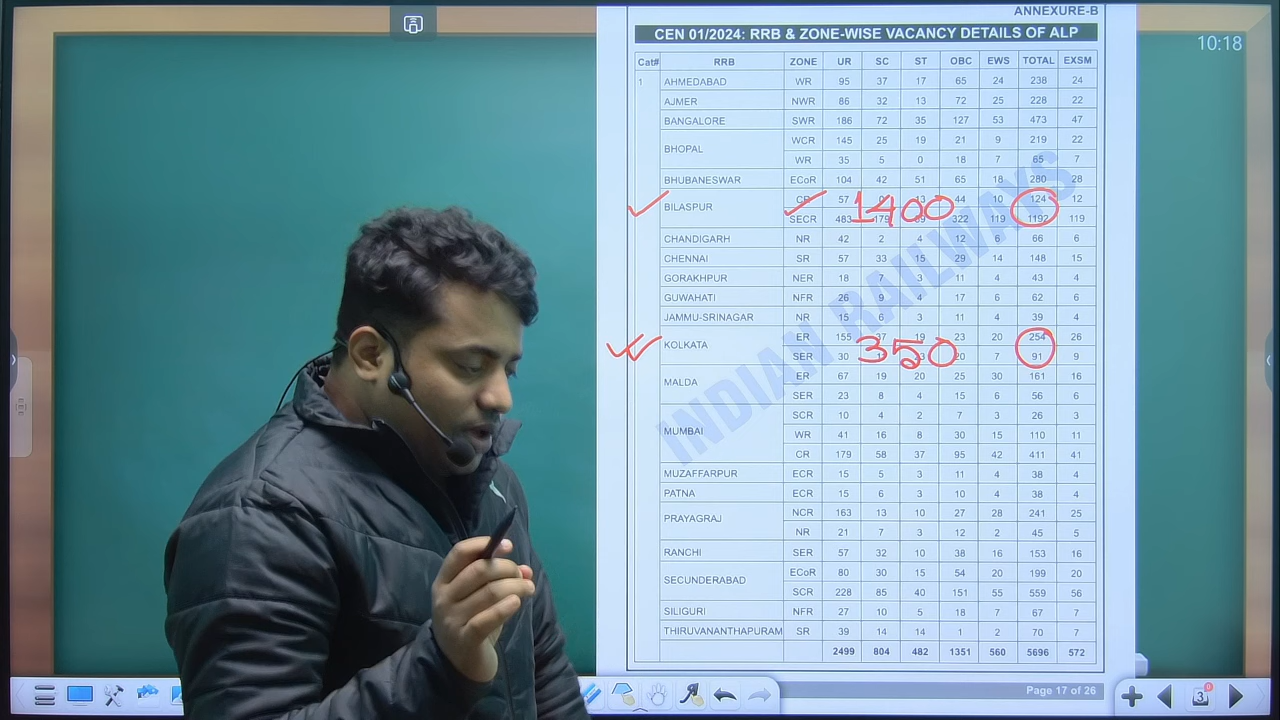 10:18
ANNEXURE-B
CEN 01/2024: RRB & ZONE-WISE VACANCY DETAILS OF ALP
Cat# RRB ZONE UR SC ST OBC EWS TOTAL EXSM
1 AHMEDABAD WR 95 37 17 65 24 238 24
AJMER NWR 86 32 13 72 25 228 22
BANGALORE SWR 186 72 35 127 53 473 47
BHOPAL WCR 145 25 19 21 9 219 22
WR 35 5 0 18 7 65 7
BHUBANESWAR ECoR 104 42 51 65 18 280 28
BILASPUR CR 57 13 44 10 124 12
SECR 483 179 322 119 1192 119
1400
CHANDIGARH NR 42 2 4 12 6 66 6
CHENNAI SR 57 33 15 29 14 148 15
GORAKHPUR NER 18 7 3 11 4 43 4
GUWAHATI NFR 26 9 4 17 6 62 6
JAMMU-SRINAGAR NR 15 6 3 11 4 39 4
KOLKATA ER 155 37 19 23 20 254 26
SER 30 20 7 91 9
350
MALDA ER 67 19 20 25 30 161 16
SER 23 8 4 15 6 56 6
MUMBAI SCR 10 4 2 7 3 26 3
WR 41 16 8 30 15 110 11
CR 179 58 37 95 42 411 41
MUZAFFARPUR ECR 15 5 3 11 4 38 4
PATNA ECR 15 6 3 10 4 38 4
PRAYAGRAJ NCR 163 13 10 27 28 241 25
NR 21 7 3 12 2 45 5
RANCHI SER 57 32 10 38 16 153 16
SECUNDERABAD ECoR 80 30 15 54 20 199 20
SCR 228 85 40 151 55 559 56
SILIGURI NFR 27 10 5 18 7 67 7
THIRUVANANTHAPURAM SR 39 14 14 1 2 70 7
2499 804 482 1351 560 5696 572
INDIAN RAILWAYS
Page 17 of 26
3
0